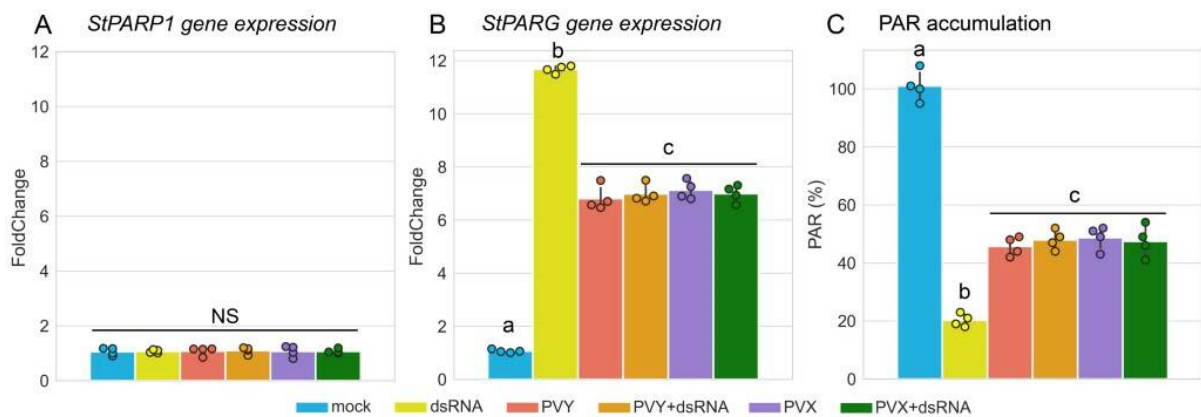 A StPARP1 gene expression
12
10
8
6
4
2
0
FoldChange
NS
B StPARG gene expression
12
10
8
6
4
2
0
FoldChange
a
b
c
C PAR accumulation
100
80
60
40
20
0
PAR (%)
a
b
c
mock dsRNA PVY PVY+dsRNA PVX PVX+dsRNA